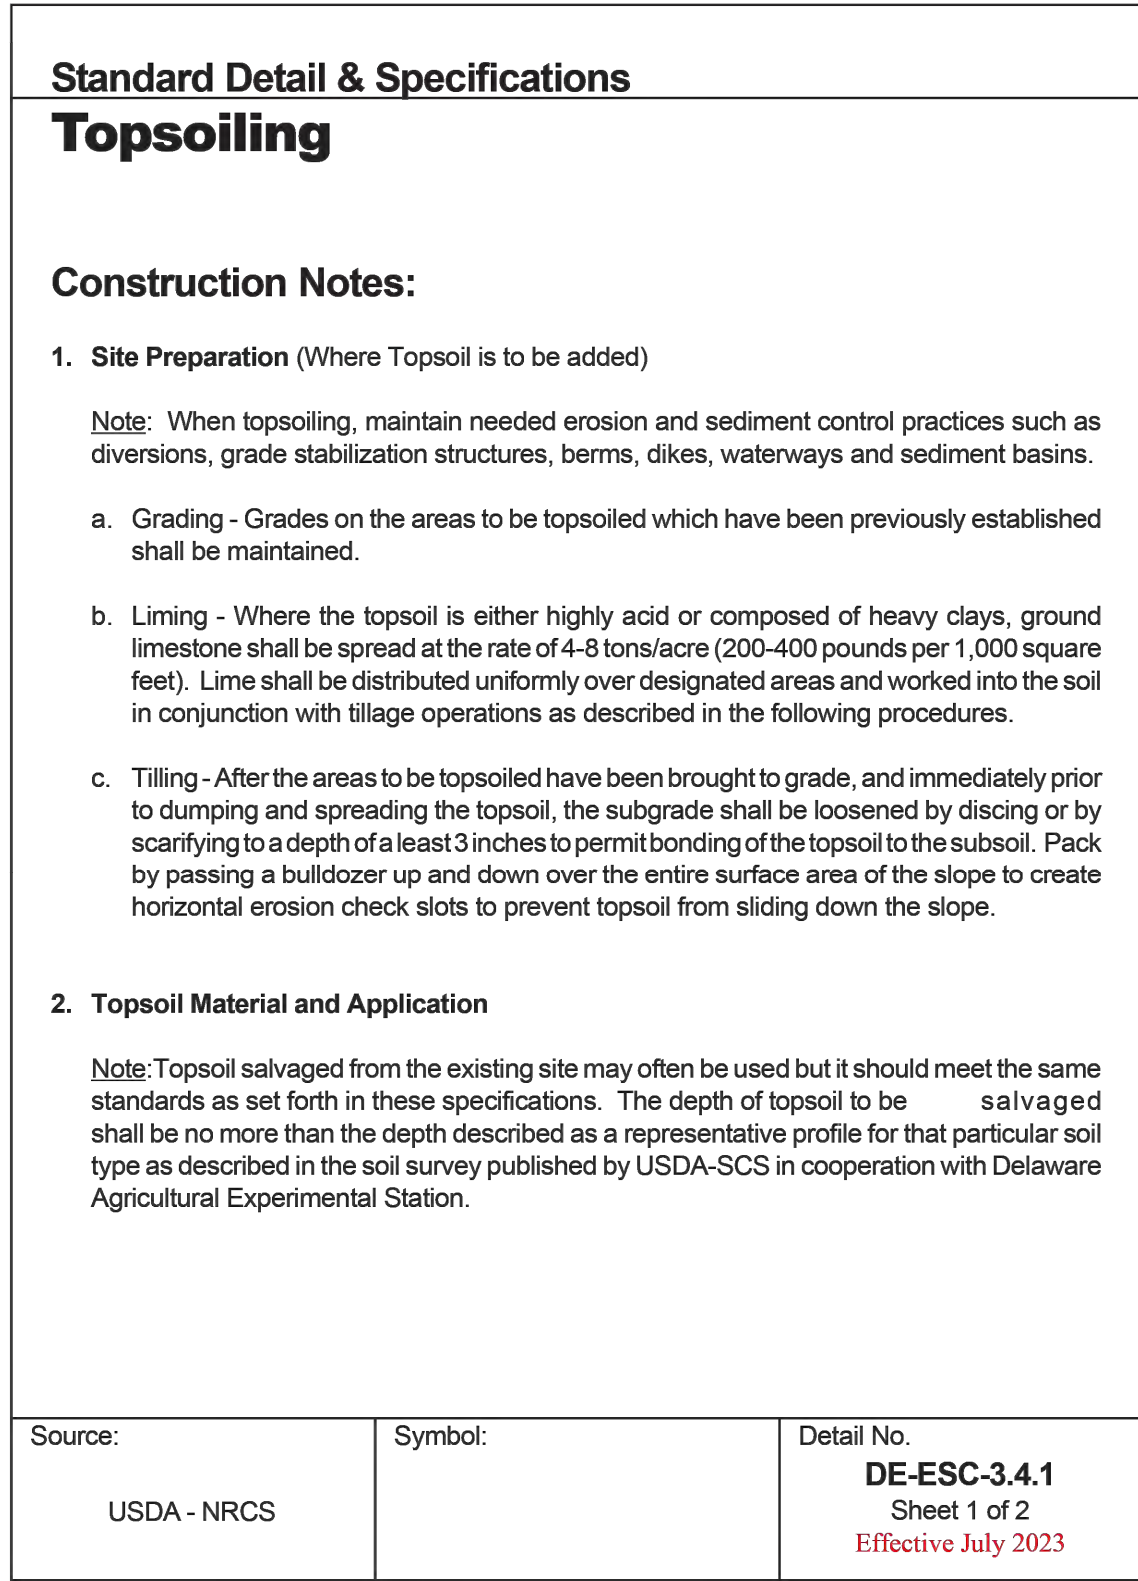 Standard Detail & Specifications
Topsoiling
Construction Notes:
1. Site Preparation (Where Topsoil is to be added)
Note: When topsoiling, maintain needed erosion and sediment control practices such as
diversions, grade stabilization structures, berms, dikes, waterways and sediment basins.
a. Grading - Grades on the areas to be topsoiled which have been previously established
shall be maintained.
b. Liming - Where the topsoil is either highly acid or composed of heavy clays, ground
limestone shall be spread at the rate of 4-8 tons/acre (200-400 pounds per 1,000 square
feet). Lime shall be distributed uniformly over designated areas and worked into the soil
in conjunction with tillage operations as described in the following procedures.
c. Tilling - After the areas to be topsoiled have been brought to grade, and immediately prior
to dumping and spreading the topsoil, the subgrade shall be loosened by discing or by
scarifying to a depth of a least 3 inches to permit bonding of the topsoil to the subsoil. Pack
by passing a bulldozer up and down over the entire surface area of the slope to create
horizontal erosion check slots to prevent topsoil from sliding down the slope.
2. Topsoil Material and Application
Note:Topsoil salvaged from the existing site may often be used but it should meet the same
standards as set forth in these specifications. The depth of topsoil to be salvaged
shall be no more than the depth described as a representative profile for that particular soil
type as described in the soil survey published by USDA-SCS in cooperation with Delaware
Agricultural Experimental Station.
Source:
USDA - NRCS
Symbol:
Detail No.
DE-ESC-3.4.1
Sheet 1 of 2
Effective July 2023